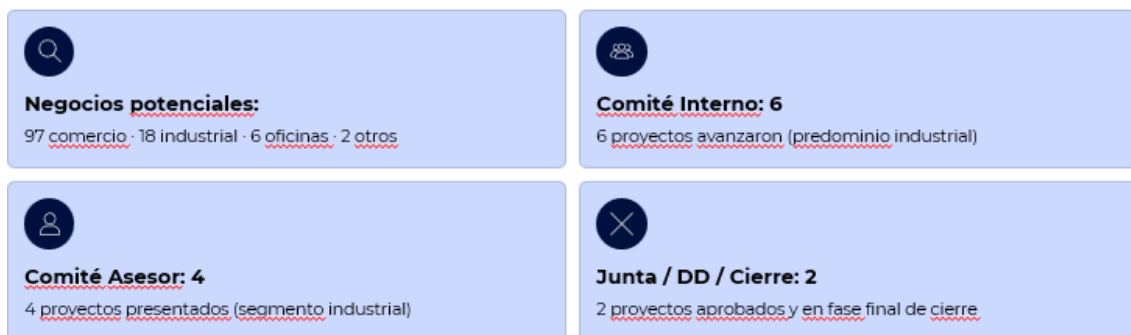 Negocios potenciales:
97 comercio · 18 industrial · 6 oficinas · 2 otros
Comité Interno: 6
6 proyectos avanzaron (predominio industrial)
Comité Asesor: 4
4 proyectos presentados (segmento industrial)
Junta / DD / Cierre: 2
2 proyectos aprobados y en fase final de cierre